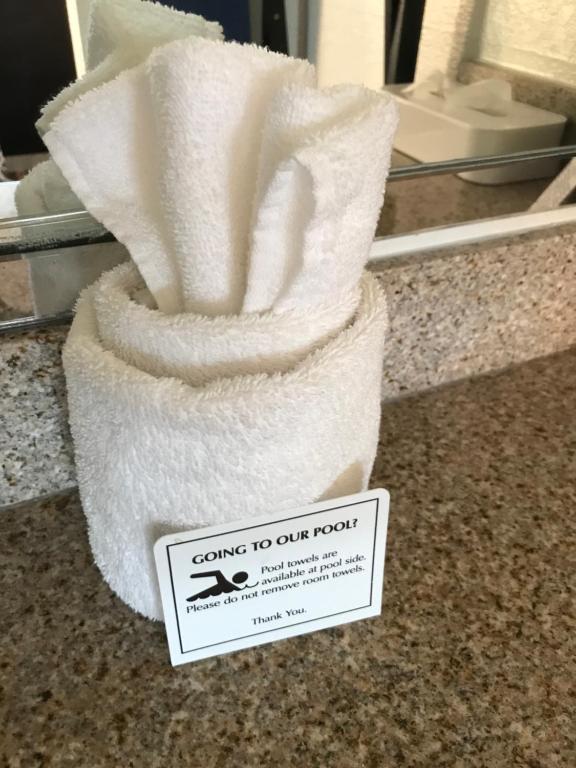 GOING TO OUR POOL?
Pool towels are
available at pool side.
Please do not remove room towels.
Thank You.